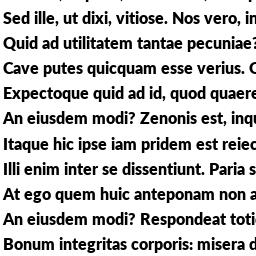 Sed ille, ut dixi, vitiose. Nos vero, in
Quid ad utilitatem tantae pecuniae?
Cave putes quicquam esse verius.
Expectoque quid ad id, quod quaere
An eiusdem modi? Zenonis est, inqu
Itaque hic ipse iam pridem est reiec
Illi enim inter se dissentiunt. Paria s
At ego quem huic anteponam non a
An eiusdem modi? Respondeat toti
Bonum integritas corporis: misera d